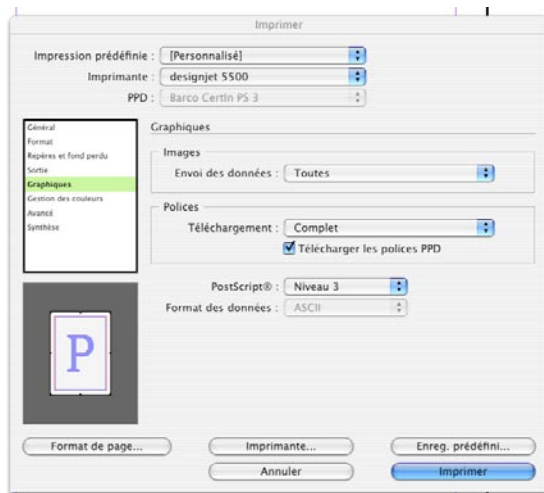 Imprimer
Impression prédéfinie : [Personnalisé]
Imprimante : designjet 5500
PPD : Barco Certin PS 3
Général
Format
Repères et fond perdu
Sortie
Graphiques
Gestion des couleurs
Avancé
Synthèse
Graphiques
Images
Envoi des données : Toutes
Polices
Téléchargement : Complet
Télécharger les polices PPD
PostScript® : Niveau 3
Format des données : ASCII
P
Format de page...
Imprimante...
Enreg. prédéfini...
Annuler
Imprimer